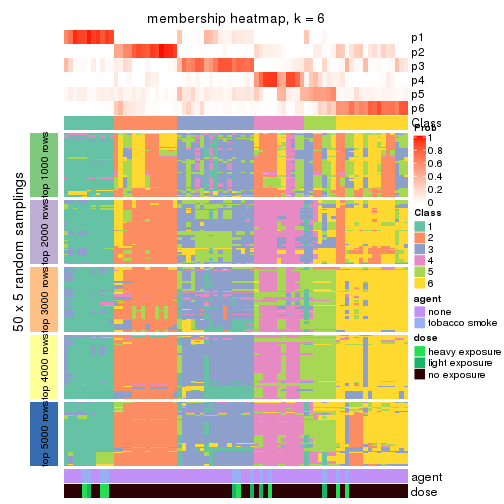 membership heatmap, k = 6
p1
p2
p3
p4
p5
p6
Class
50 x 5 random samplings
top 1000 rows
top 2000 rows
top 3000 rows
top 4000 rows
top 5000 rows
Prob
1
0.8
0.6
0.4
0.2
0
Class
1
2
3
4
5
6
agent
none
tobacco smoke
dose
heavy exposure
light exposure
no exposure
agent
dose